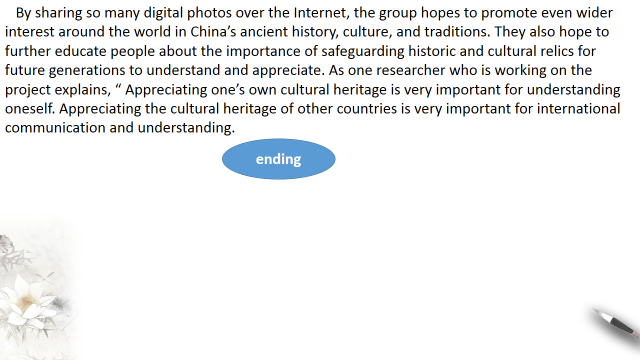 By sharing so many digital photos over the Internet, the group hopes to promote even wider
interest around the world in China’s ancient history, culture, and traditions. They also hope to
further educate people about the importance of safeguarding historic and cultural relics for
future generations to understand and appreciate. As one researcher who is working on the
project explains, “ Appreciating one’s own cultural heritage is very important for understanding
oneself. Appreciating the cultural heritage of other countries is very important for international
communication and understanding.
ending